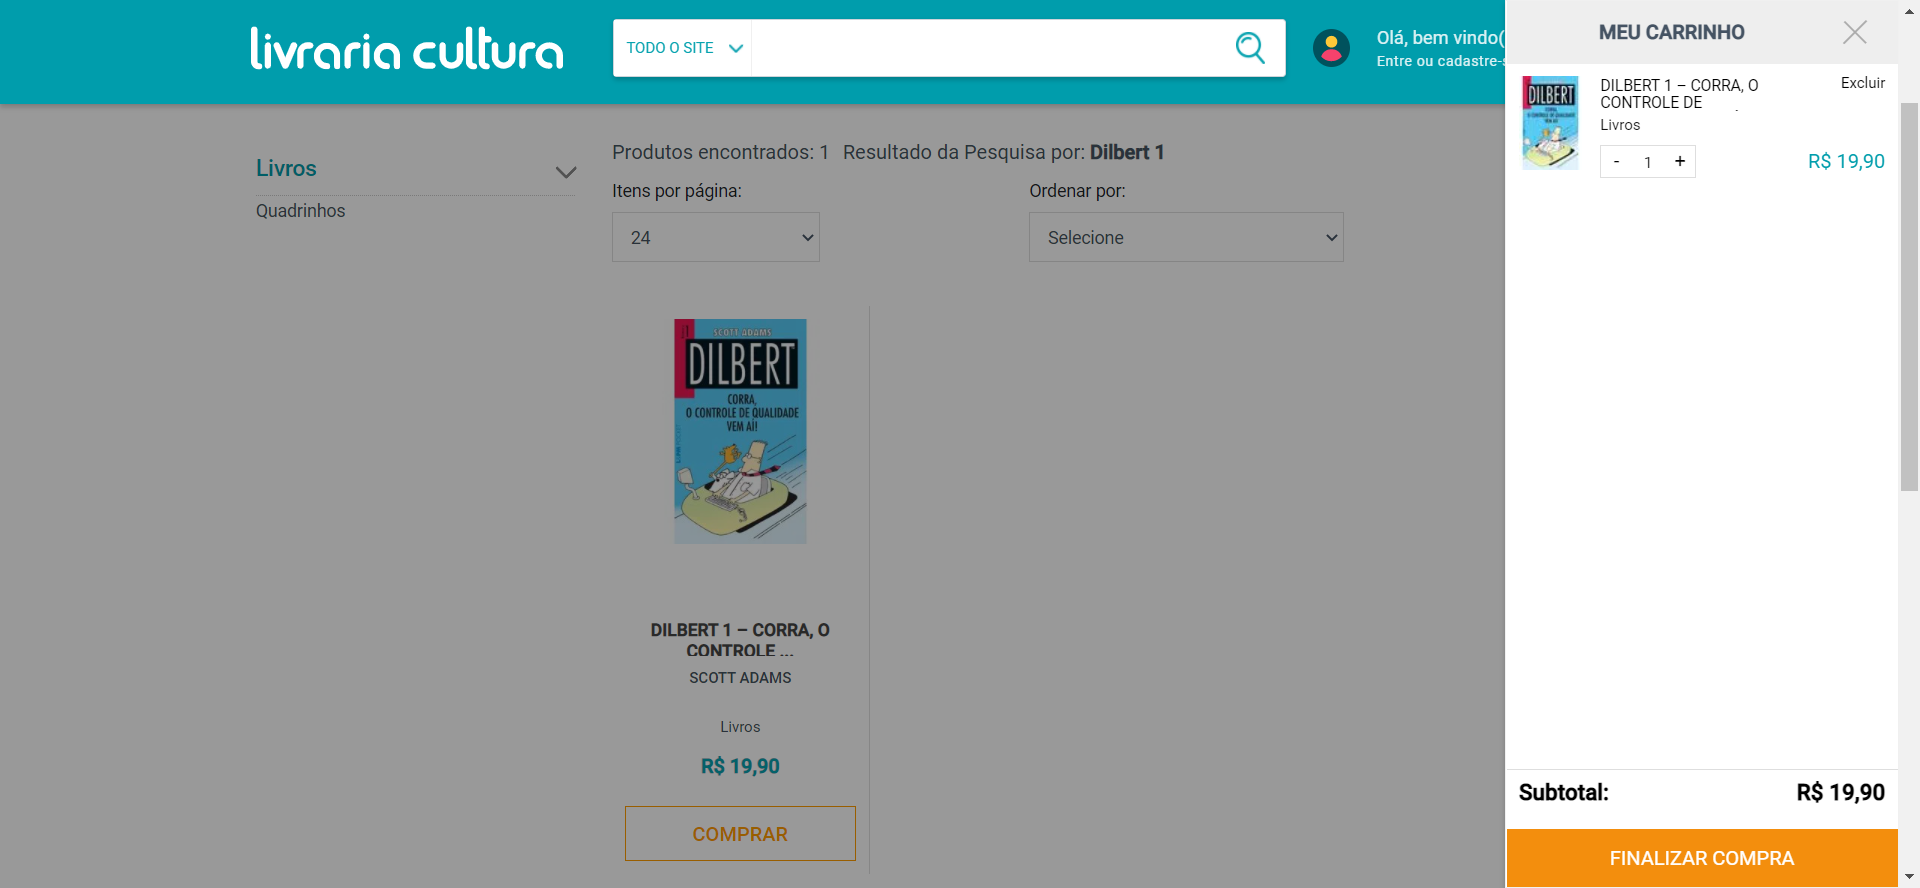 livraria cultura
TODO O SITE
Olá, bem vindo(
Entre ou cadastre-s
MEU CARRINHO
DILBERT
DILBERT 1 – CORRA, O
CONTROLE DE
Livros
Excluir
- 1 +
R$ 19,90
Livros
Quadrinhos
Produtos encontrados: 1 Resultado da Pesquisa por: Dilbert 1
Itens por página:
24
Ordenar por:
Selecione
SCOTT ADAMS
DILBERT
CORRA,
O CONTROLE DE QUALIDADE
VEM AÍ!
DILBERT 1 – CORRA, O
CONTROLE ...
SCOTT ADAMS
Livros
R$ 19,90
COMPRAR
Subtotal: R$ 19,90
FINALIZAR COMPRA